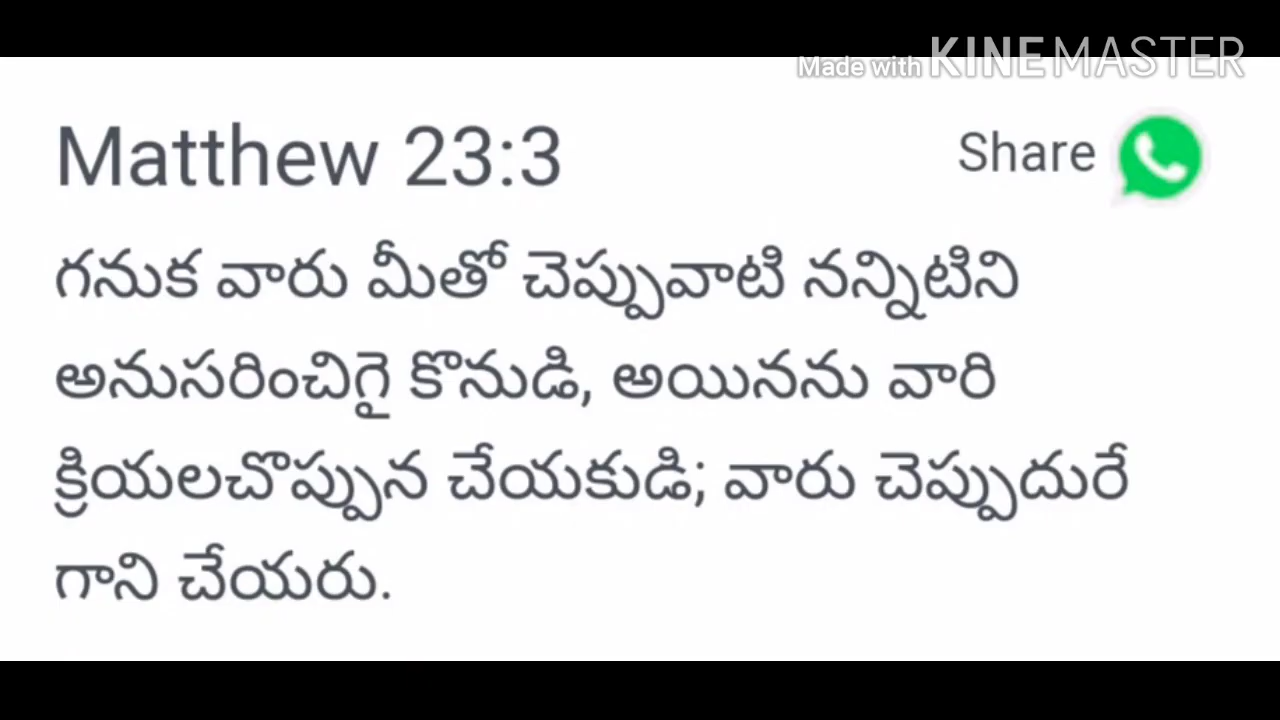 Made with KINEMASTER
Matthew 23:3
Share
గనుక వారు మీతో చెప్పువాటి నన్నిటిని
అనుసరించిగై కొనుడి, అయినను వారి
క్రియలచొప్పున చేయకుడి; వారు చెప్పుదురే
గాని చేయరు.